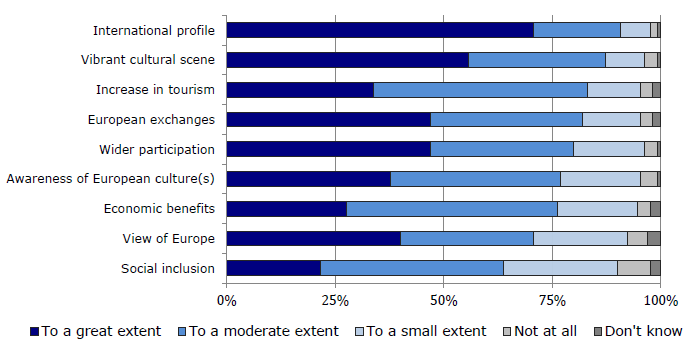 International profile
Vibrant cultural scene
Increase in tourism
European exchanges
Wider participation
Awareness of European culture(s)
Economic benefits
View of Europe
Social inclusion
0% 25% 50% 75% 100%
To a great extent To a moderate extent To a small extent Not at all Don't know